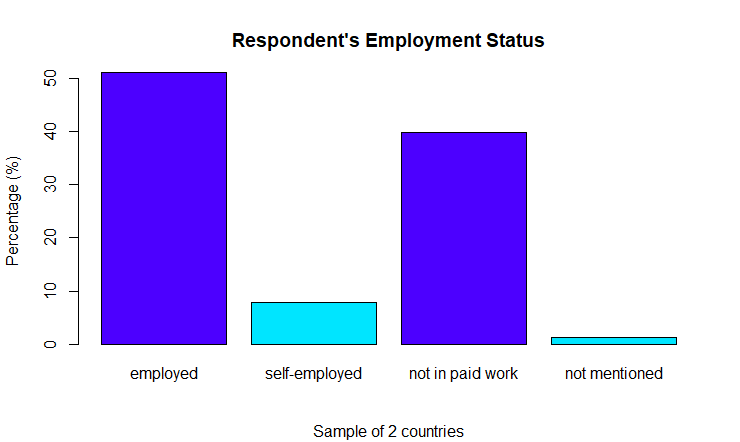 Respondent's Employment Status
Percentage (%)
50
40
30
20
10
0
employed self-employed not in paid work not mentioned
Sample of 2 countries